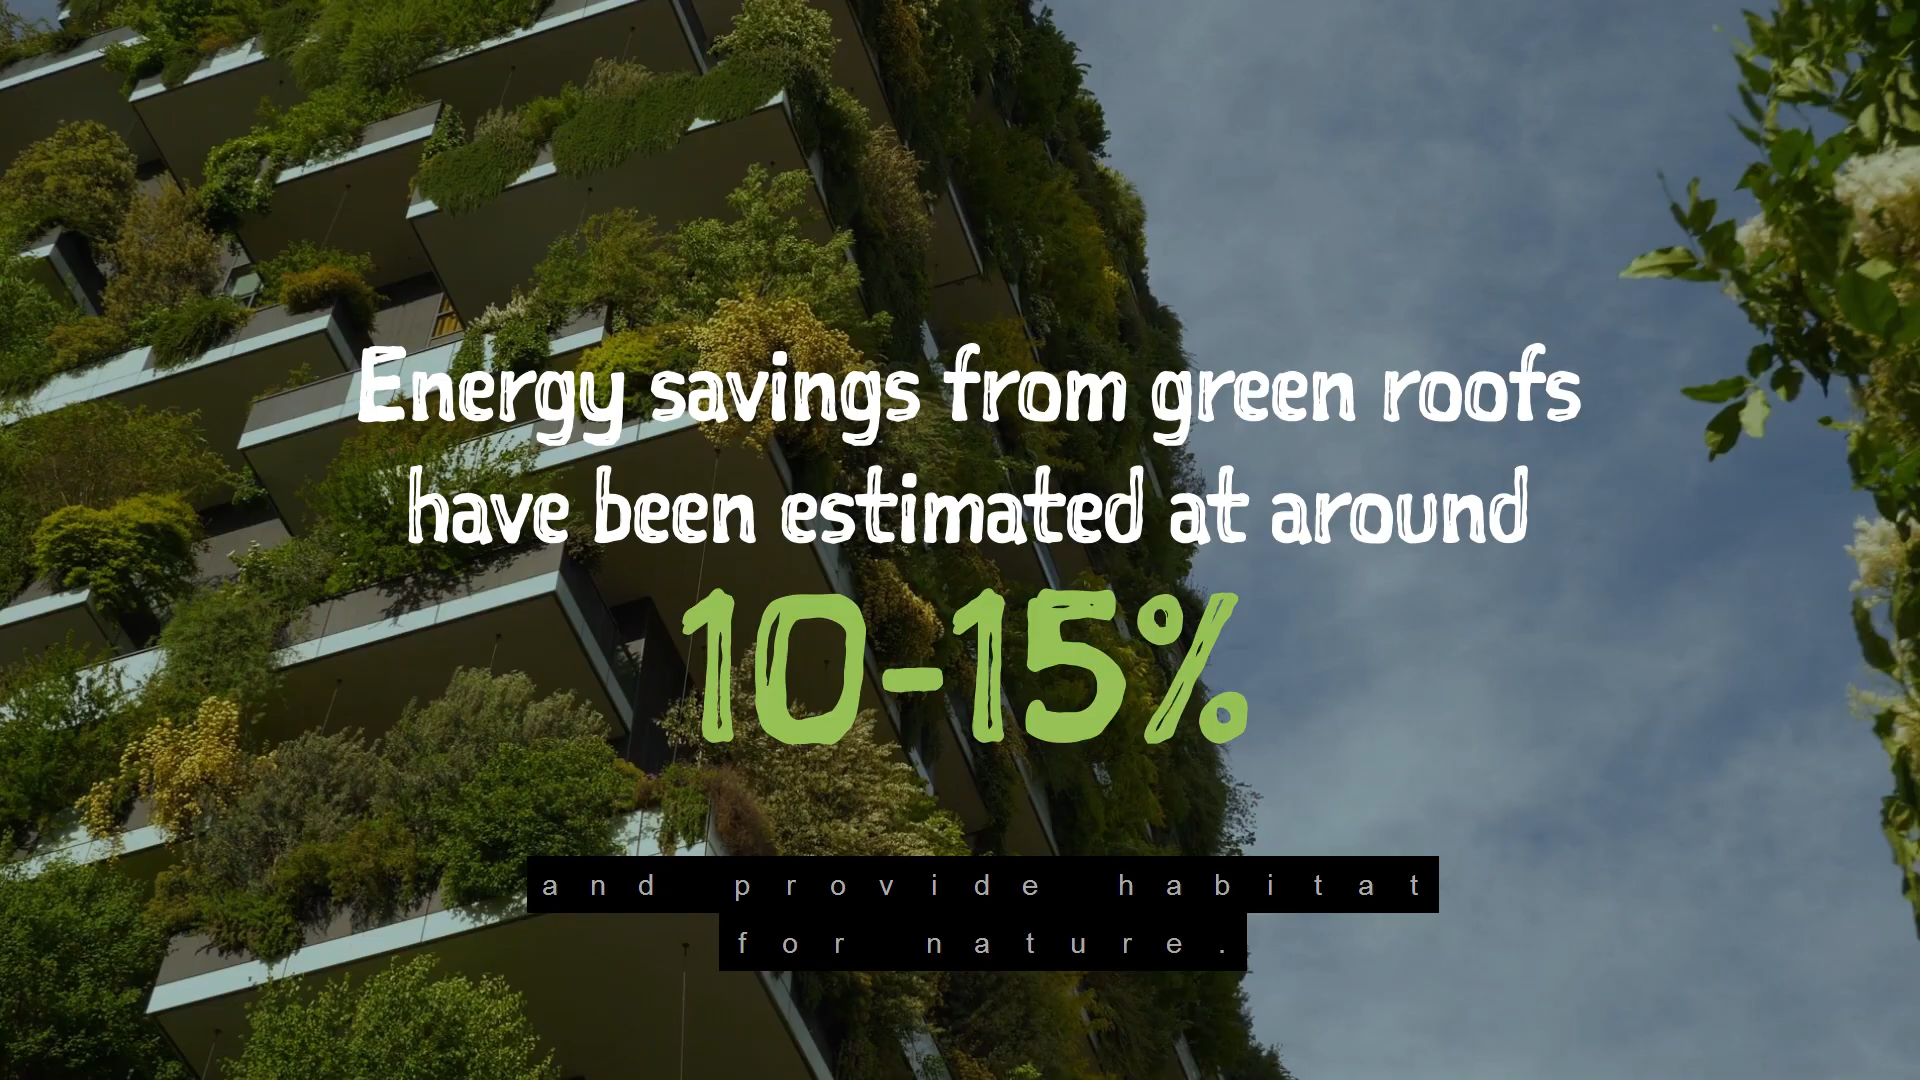 Energy savings from green roofs
have been estimated at around
10-15%
and provide habitat
for nature.